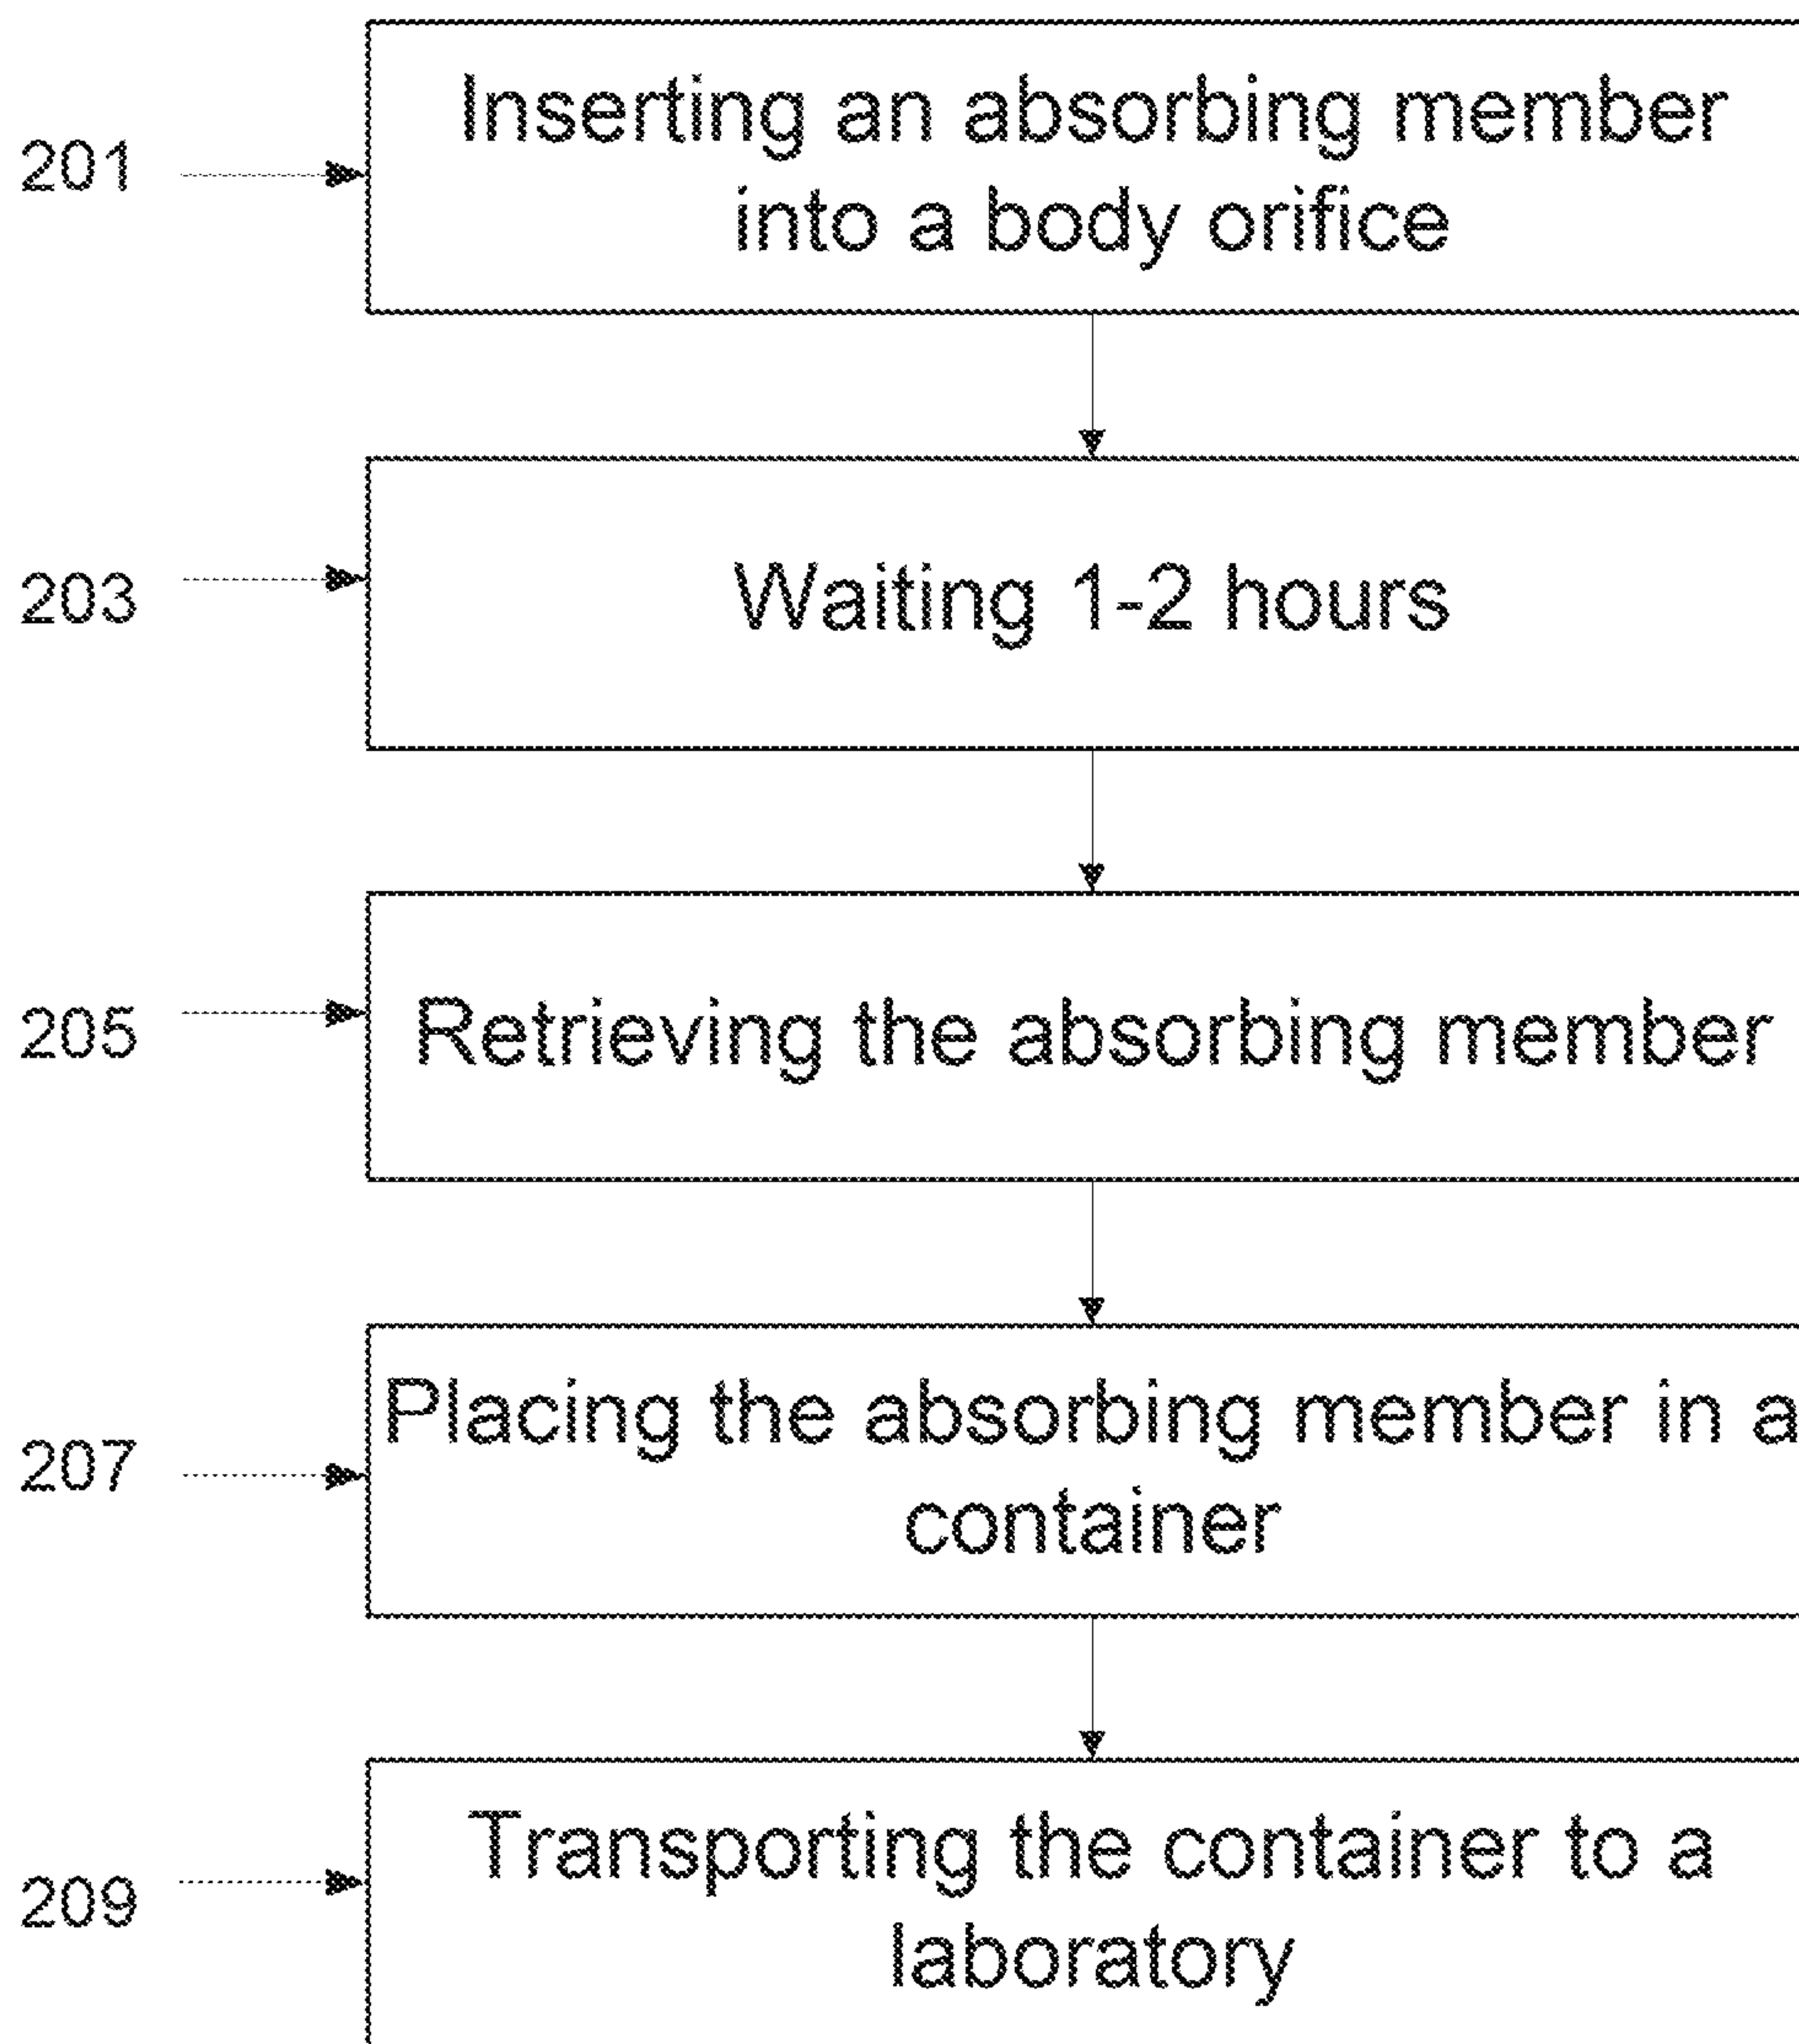 201
Inserting an absorbing member
into a body orifice
203
Waiting 1-2 hours
205
Retrieving the absorbing member
207
Placing the absorbing member in a
container
209
Transporting the container to a
laboratory